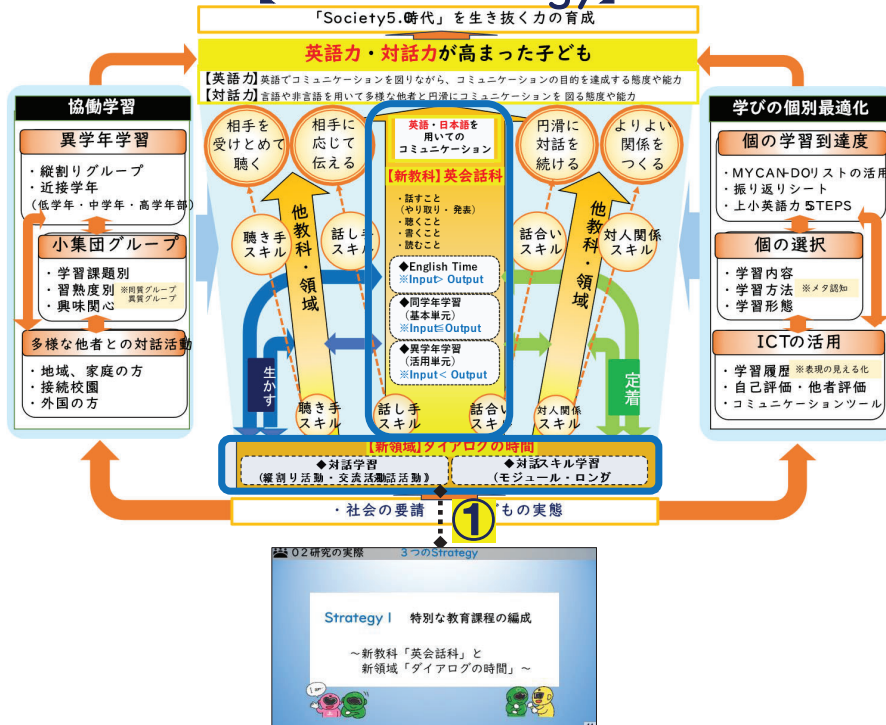 「Society5.0時代」を生き抜く力の育成
英語力・対話力が高まった子ども
【英語力】英語でコミュニケーションを図りながら、コミュニケーションの目的を達成する態度や能力
【対話力】言語や非言語を用いて多様な他者と円滑にコミュニケーションを図る態度や能力
協働学習
異学年学習
・縦割りグループ
・近接学年
(低学年・中学年・高学年部)
小集団グループ
・学習課題別
・習熟度別 ※同質グループ
異質グループ
・興味関心
多様な他者との対話活動
・地域、家庭の方
・接続校園
・外国の方
相手を
受けとめて
聴く
相手に
応じて
伝える
円滑に
対話を
続ける
よりよい
関係を
つくる
他教科・領域
他教科・領域
聴き手
スキル
話し手
スキル
話合い
スキル
対人関係
スキル
英語・日本語を
用いての
コミュニケーション
【新教科】英会話科
・話すこと
(やり取り・発表)
・聴くこと
・書くこと
・読むこと
◆English Time
※Input> Output
◆同学年学習
(基本単元)
※Input≦Output
◆異学年学習
(活用単元)
※Input< Output
生かす
定着
聴き手
スキル
話し手
スキル
話合い
スキル
対人関係
スキル
【新領域】ダイアログの時間
◆対話学習
(縦割り活動・交流活動
◆対話スキル学習
(モジュール・ロング)
・社会の要請
もの実態
①
学びの個別最適化
個の学習到達度
・MYCAN-DOリストの活用
・振り返りシート
・上小英語力5STEPS
個の選択
・学習内容
・学習方法 ※メタ認知
・学習形態
ICTの活用
・学習履歴 ※表現の見える化
・自己評価・他者評価
・コミュニケーションツール
02研究の実際 3つのStrategy
Strategy I 特別な教育課程の編成
～新教科「英会話科」と
新領域「ダイアログの時間」～